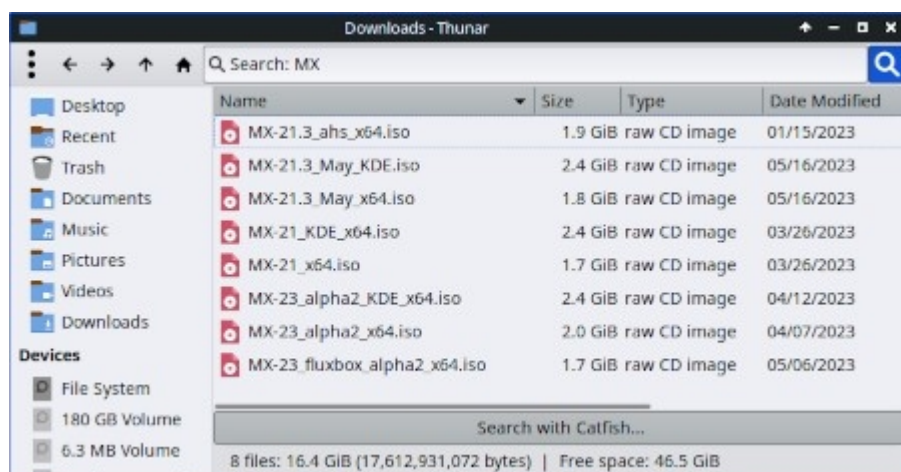 Downloads - Thunar
Search: MX
Desktop
Recent
Trash
Documents
Music
Pictures
Videos
Downloads
Devices
File System
180 GB Volume
6.3 MB Volume
Name Size Type Date Modified
MX-21.3_ahs_x64.iso 1.9 GiB raw CD image 01/15/2023
MX-21.3_May_KDE.iso 2.4 GiB raw CD image 05/16/2023
MX-21.3_May_x64.iso 1.8 GiB raw CD image 05/16/2023
MX-21_KDE_x64.iso 2.4 GiB raw CD image 03/26/2023
MX-21_x64.iso 1.7 GiB raw CD image 03/26/2023
MX-23_alpha2_KDE_x64.iso 2.4 GiB raw CD image 04/12/2023
MX-23_alpha2_x64.iso 2.0 GiB raw CD image 04/07/2023
MX-23_fluxbox_alpha2_x64.iso 1.7 GiB raw CD image 05/06/2023
Search with Catfish...
8 files: 16.4 GiB (17,612,931,072 bytes) | Free space: 46.5 GiB